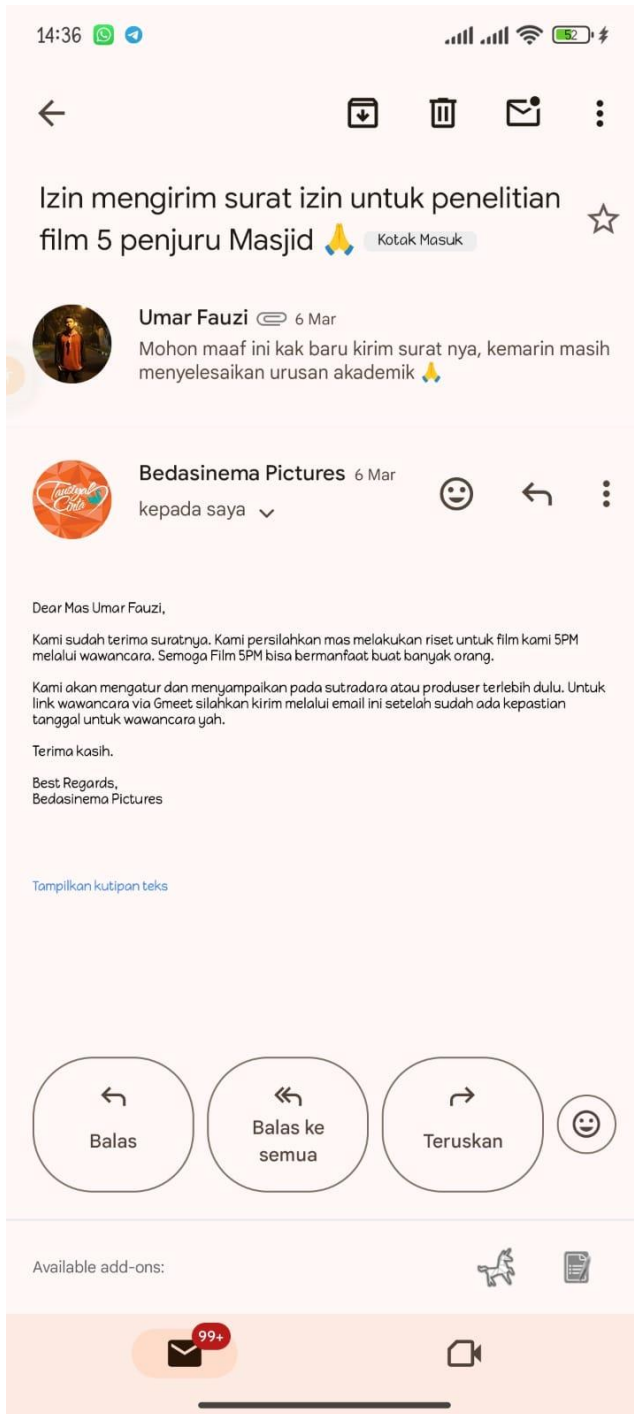 14:36
52
Izin mengirim surat izin untuk penelitian
film 5 penjuru Masjid 🙏 Kotak Masuk
Umar Fauzi 6 Mar
Mohon maaf ini kak baru kirim surat nya, kemarin masih
menyelesaikan urusan akademik 🙏
Tausiyah
Cinta
Bedasinema Pictures 6 Mar
kepada saya
Dear Mas Umar Fauzi,
Kami sudah terima suratnya. Kami persilahkan mas melakukan riset untuk film kami 5PM
melalui wawancara. Semoga Film 5PM bisa bermanfaat buat banyak orang.
Kami akan mengatur dan menyampaikan pada sutradara atau produser terlebih dulu. Untuk
link wawancara via Gmeet silahkan kirim melalui email ini setelah sudah ada kepastian
tanggal untuk wawancara yah.
Terima kasih.
Best Regards,
Bedasinema Pictures
Tampilkan kutipan teks
Balas
Balas ke
semua
Teruskan
Available add-ons:
99+